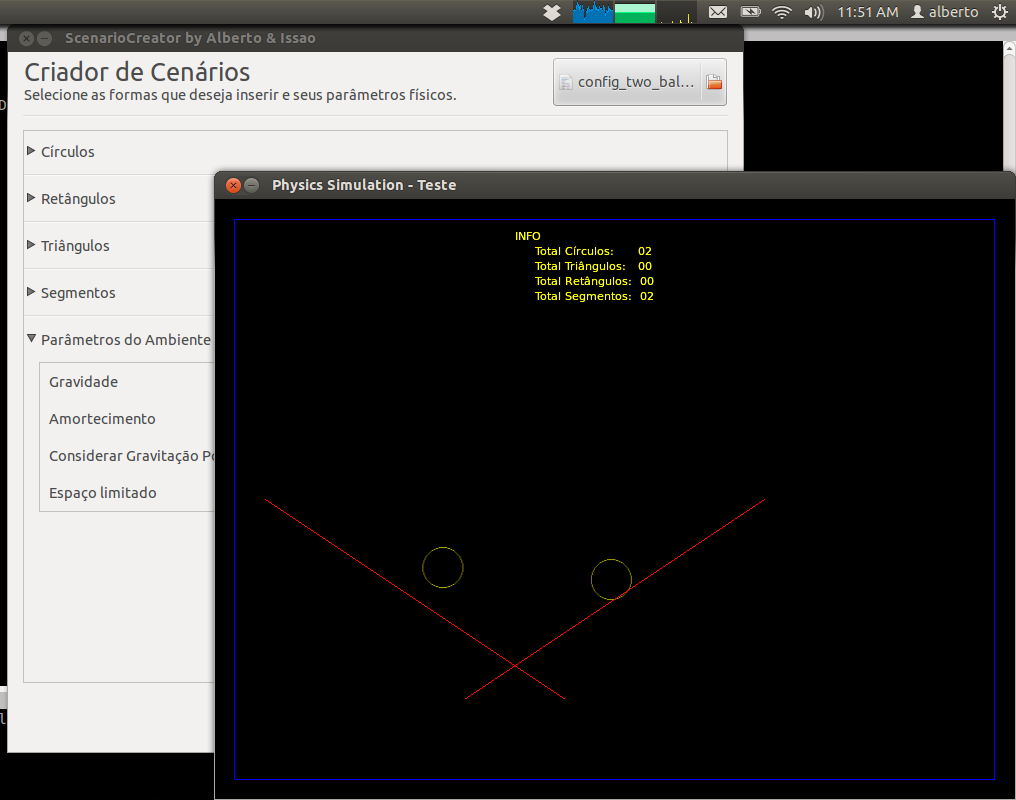 11:51 AM alberto
ScenarioCreator by Alberto & Issao
Criador de Cenários
Selecione as formas que deseja inserir e seus parâmetros físicos.
config_two_bal...
Círculos
Retângulos
Triângulos
Segmentos
Parâmetros do Ambiente
Gravidade
Amortecimento
Considerar Gravitação
Espaço limitado
Physics Simulation - Teste
INFO
Total Círculos: 02
Total Triângulos: 00
Total Retângulos: 00
Total Segmentos: 02